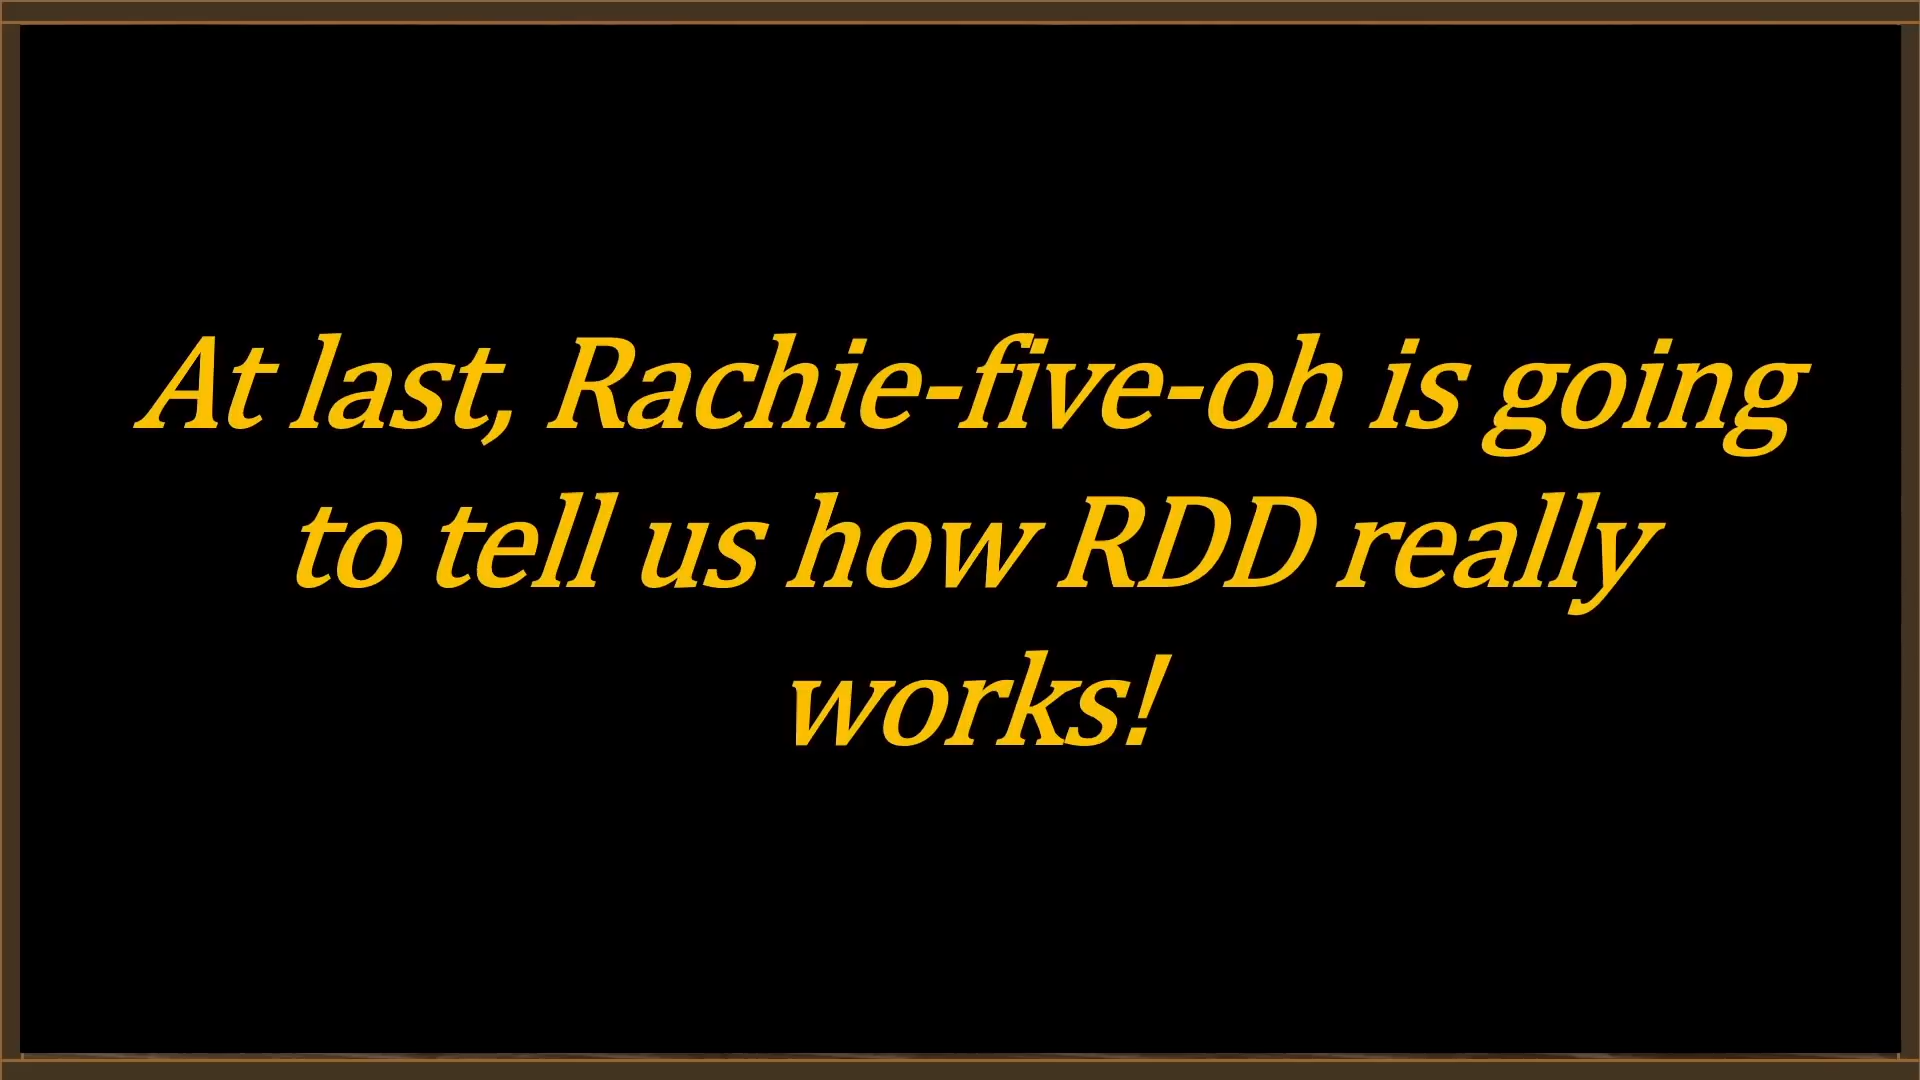 At last, Rachie-five-oh is going
to tell us how RDD really
works!